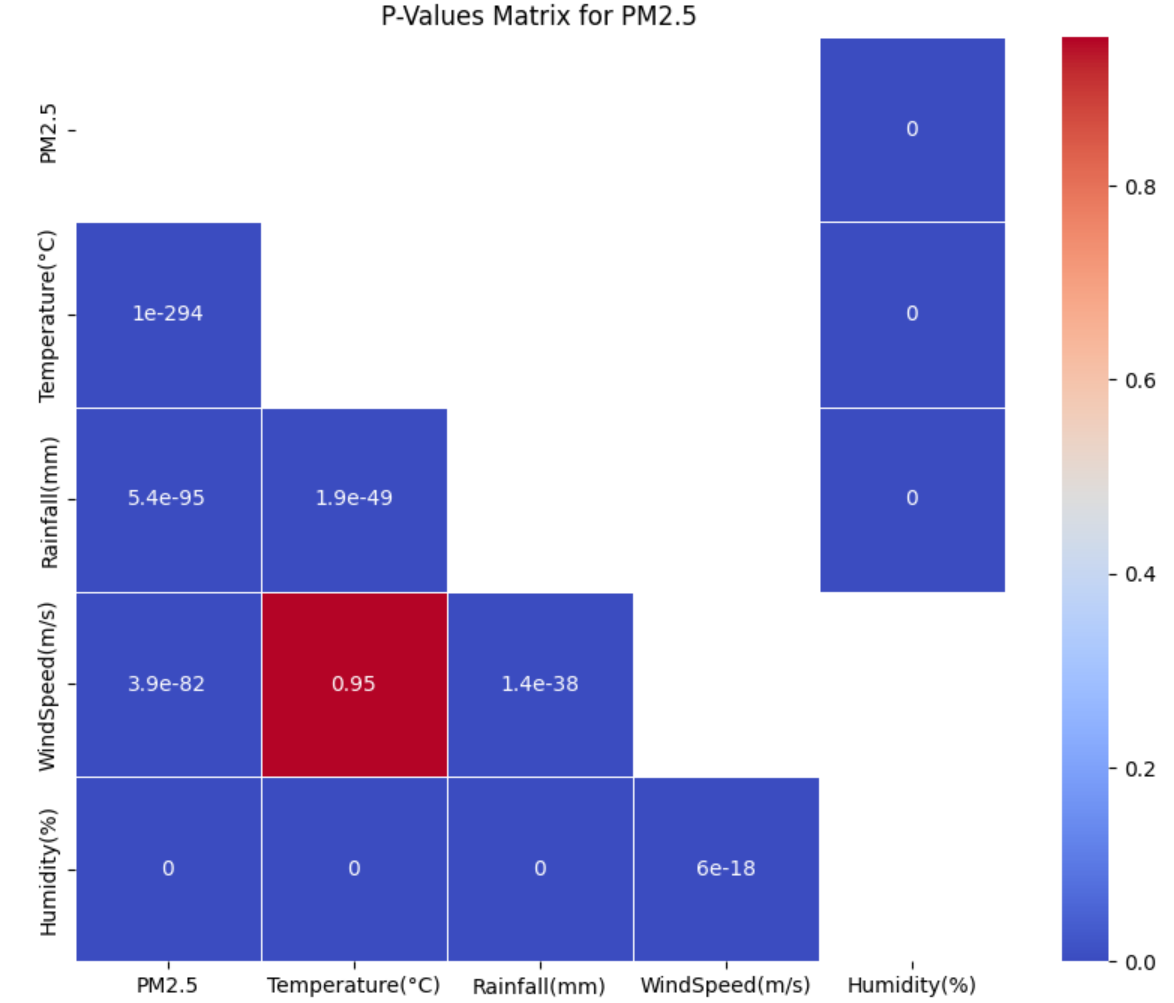 P-Values Matrix for PM2.5
PM2.5
0
0.8
Temperature(°C)
1e-294
0
0.6
Rainfall(mm)
5.4e-95
1.9e-49
0
0.4
WindSpeed(m/s)
3.9e-82
0.95
1.4e-38
0.2
Humidity(%)
0
0
0
6e-18
0.0
PM2.5
Temperature(°C)
Rainfall(mm)
WindSpeed(m/s)
Humidity(%)